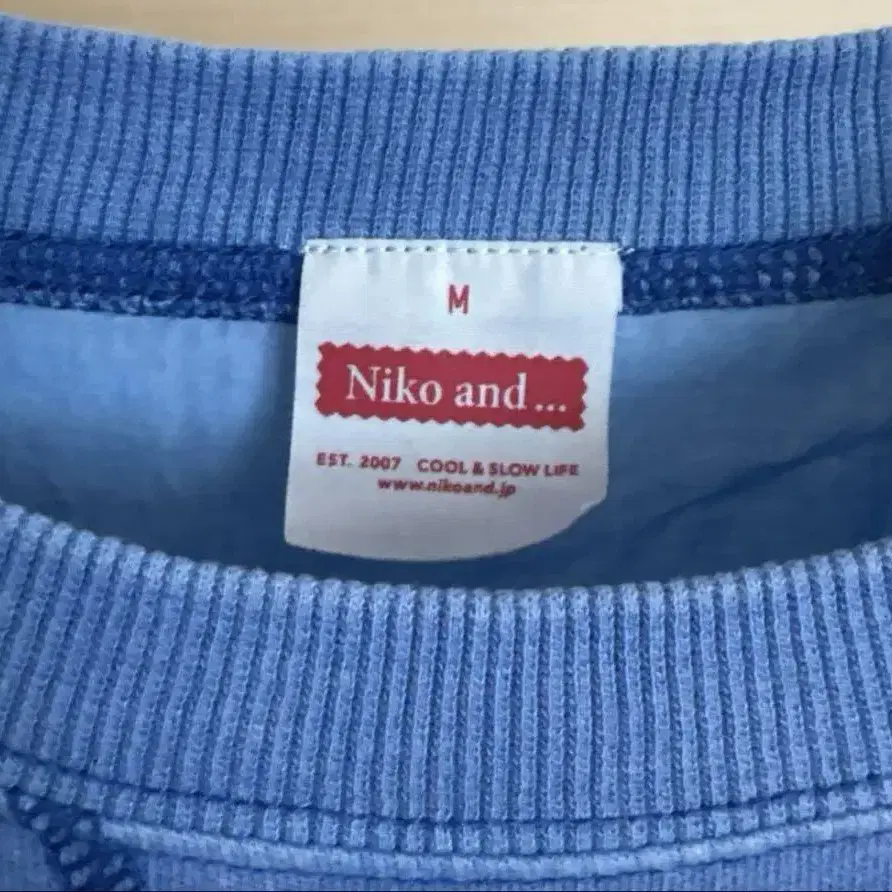 M
Niko and ...
EST. 2007 COOL & SLOW LIFE
www.nikoand.jp